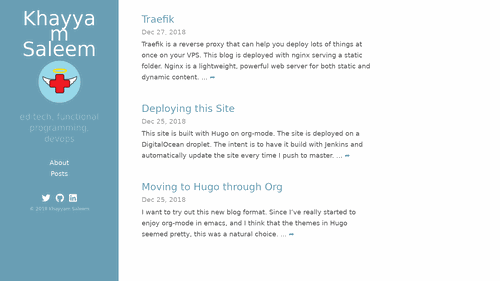 Khayya
m
Saleem
ed tech, functional
programming,
devops
About
Posts
© 2019 Khayyam Saleem
Traefik
Dec 27, 2018
Traefik is a reverse proxy that can help you deploy lots of things at
once on your VPS. This blog is deployed with nginx serving a static
folder. Nginx is a lightweight, powerful web server for both static and
dynamic content. ... ➦
Deploying this Site
Dec 25, 2018
This site is built with Hugo on org-mode. The site is deployed on a
DigitalOcean droplet. The intent is to have it build with Jenkins and
automatically update the site every time I push to master. ... ➦
Moving to Hugo through Org
Dec 25, 2018
I want to try out this new blog format. Since I've really started to
enjoy org-mode in emacs, and I think that the themes in Hugo
seemed pretty, this was a natural choice. ... ➦